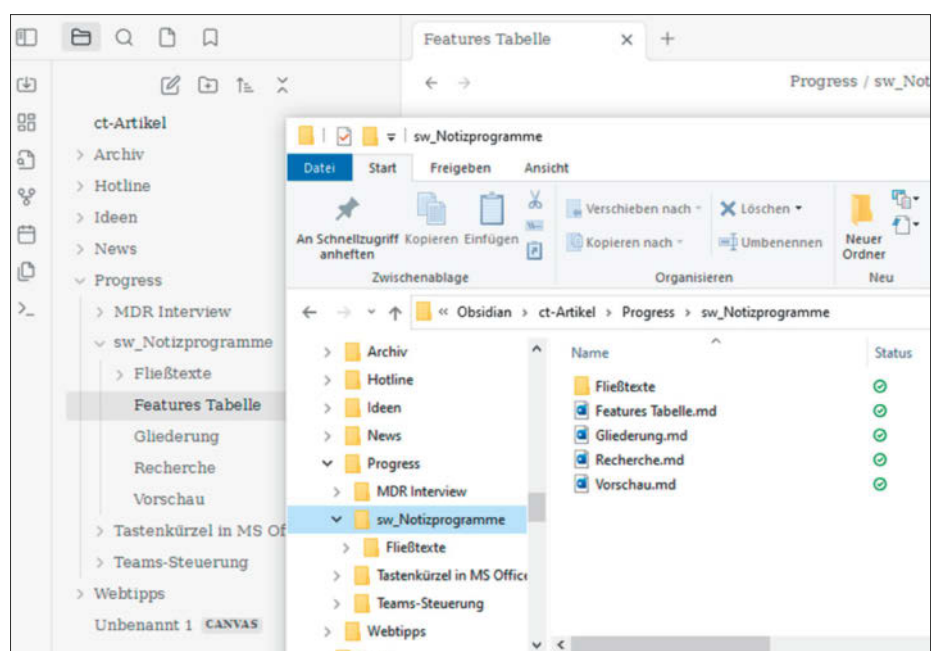 Features Tabelle
Progress / sw_Not
ct-Artikel
Archiv
Hotline
Ideen
News
Progress
MDR Interview
sw_Notizprogramme
Fließtexte
Features Tabelle
Gliederung
Recherche
Vorschau
Tastenkürzel in MS Of
Teams-Steuerung
Webtipps
Unbenannt 1 CANVAS
sw_Notizprogramme
Datei Start Freigeben Ansicht
An Schnellzugriff anheften
Kopieren Einfügen
Verschieben nach
Kopieren nach
Löschen
Umbenennen
Neuer Ordner
Zwischenablage Organisieren Neu
« Obsidian › ct-Artikel › Progress › sw_Notizprogramme
Archiv
Hotline
Ideen
News
Progress
MDR Interview
sw_Notizprogramme
Fließtexte
Tastenkürzel in MS Office
Teams-Steuerung
Webtipps
Name Status
Fließtexte
Features Tabelle.md
Gliederung.md
Recherche.md
Vorschau.md